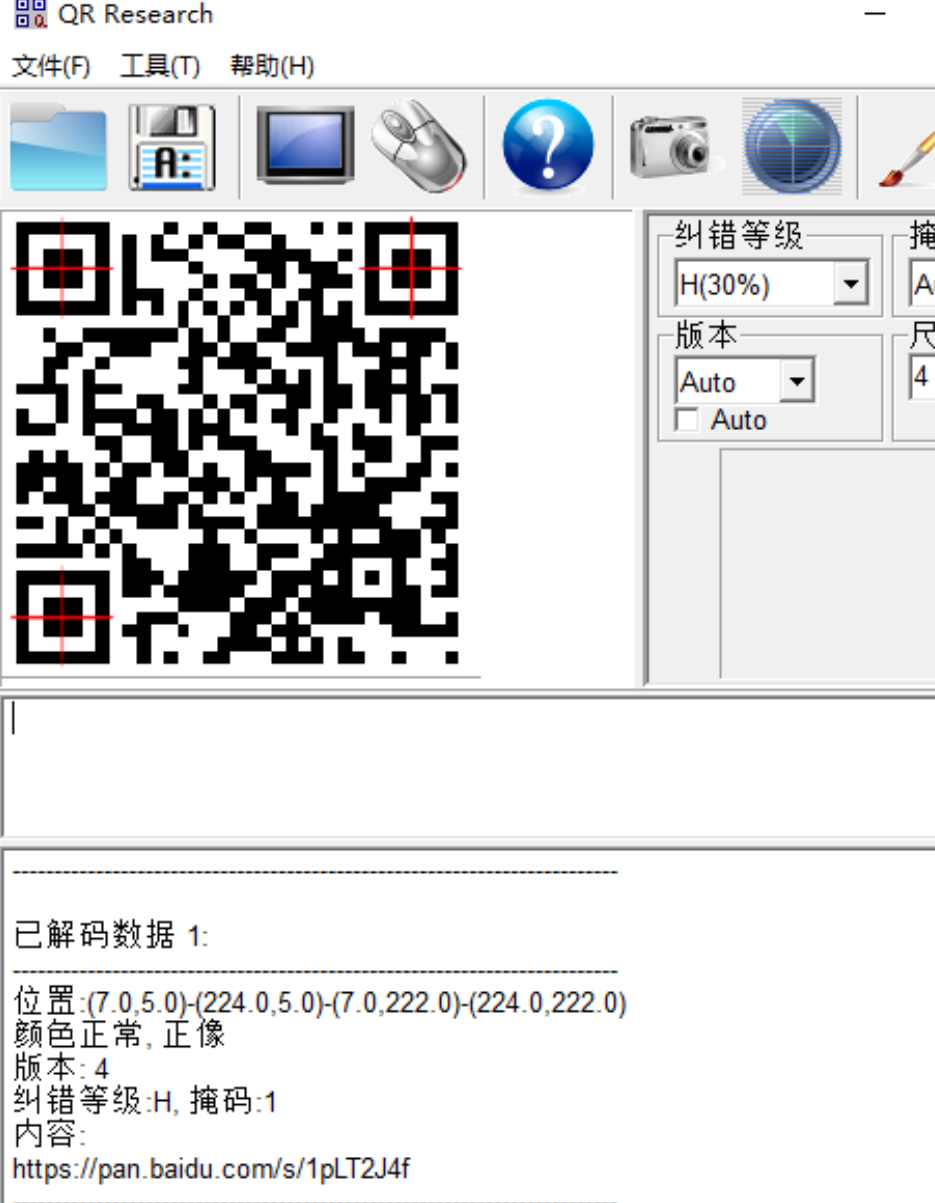 QR Research
文件(F) 工具(T) 帮助(H)
A:
纠错等级
掩
H(30%)
版本
尺
Auto
4
Auto
已解码数据 1:
位置:(7.0,5.0)-(224.0,5.0)-(7.0,222.0)-(224.0,222.0)
颜色正常, 正像
版本: 4
纠错等级:H, 掩码:1
内容:
https://pan.baidu.com/s/1pLT2J4f